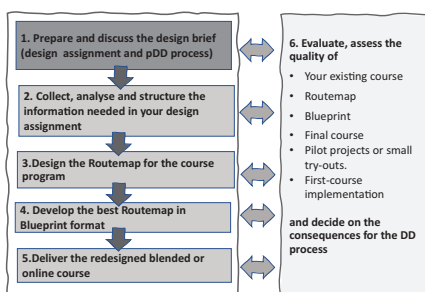 1. Prepare and discuss the design brief
(design assignment and pDD process)
2. Collect, analyse and structure the
information needed in your design
assignment
3.Design the Routemap for the course
program
4. Develop the best Routemap in
Blueprint format
5.Deliver the redesigned blended or
online course
6. Evaluate, assess the
quality of
• Your existing course
• Routemap
• Blueprint
• Final course
• Pilot projects or small
try-outs.
• First-course
implementation
and decide on the
consequences for the DD
process